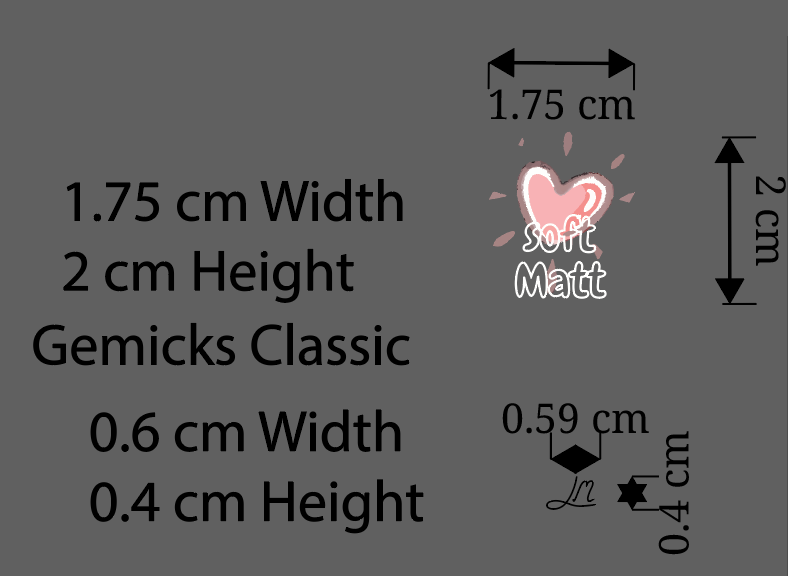 1.75 cm
1.75 cm Width
2 cm Height
Gemicks Classic
soft
Matt
2 cm
0.6 cm Width
0.4 cm Height
0.59 cm
LM
0.4 cm